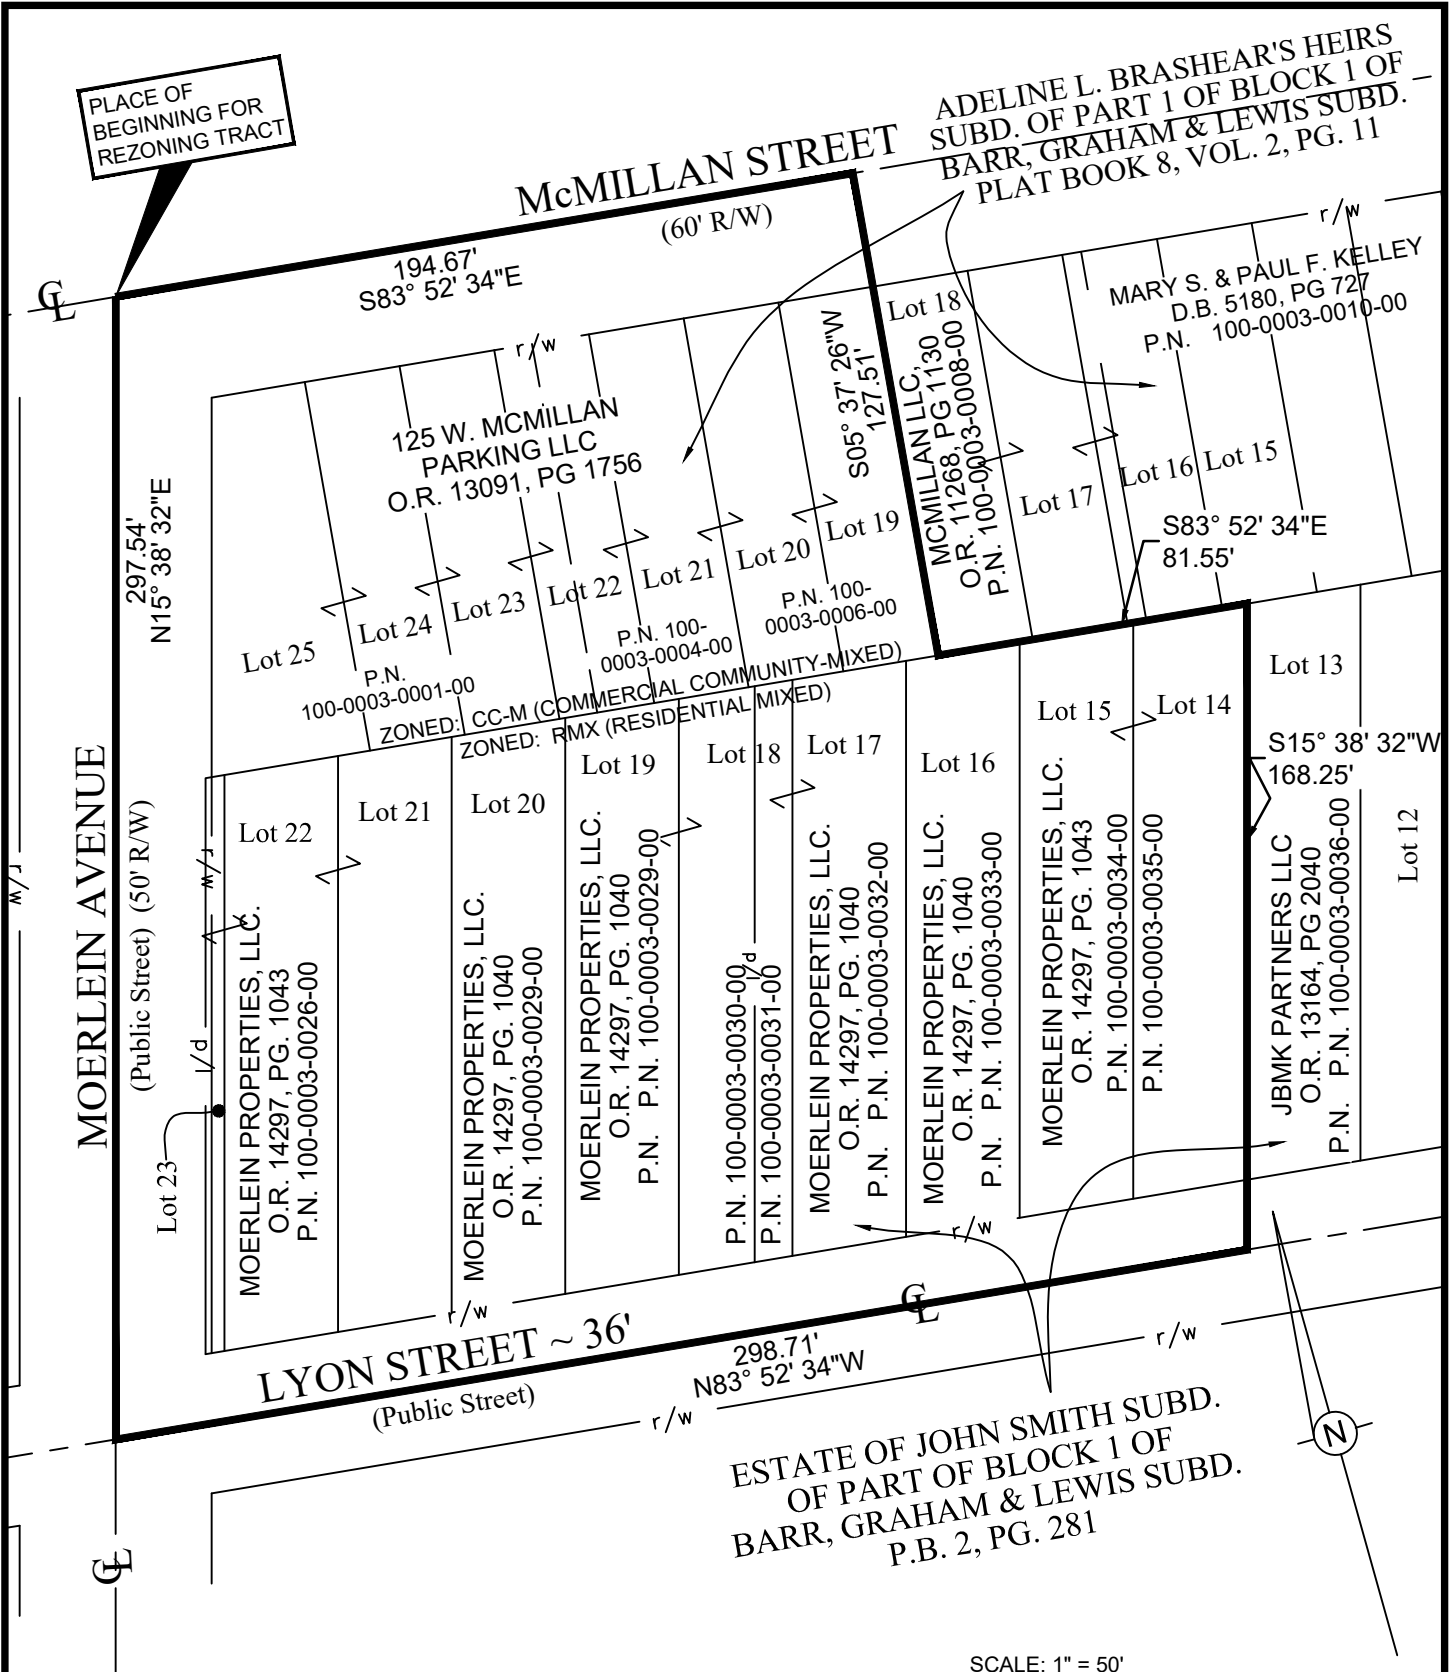 PLACE OF
BEGINNING FOR
REZONING TRACT
ADELINE L. BRASHEAR'S HEIRS
SUBD. OF PART 1 OF BLOCK 1 OF
BARR, GRAHAM & LEWIS SUBD.
PLAT BOOK 8, VOL. 2, PG. 11
McMILLAN STREET
(60' R/W)
194.67'
S83° 52' 34"E
r/w
r/w
CL
MARY S. & PAUL F. KELLEY
D.B. 5180, PG 727
P.N. 100-0003-0010-00
Lot 18
MCMILLAN LLC,
O.R. 11268, PG 1130
P.N. 100-0003-0008-00
S05° 37' 26"W
127.51'
125 W. MCMILLAN
PARKING LLC
O.R. 13091, PG 1756
297.54'
N15° 38' 32"E
Lot 25
Lot 24
Lot 23
Lot 22
Lot 21
Lot 20
Lot 19
Lot 17
Lot 16
Lot 15
S83° 52' 34"E
81.55'
P.N.
100-0003-0001-00
P.N. 100-
0003-0004-00
P.N. 100-
0003-0006-00
ZONED: CC-M (COMMERCIAL COMMUNITY-MIXED)
ZONED: RMX (RESIDENTIAL MIXED)
Lot 22
Lot 21
Lot 20
Lot 19
Lot 18
Lot 17
Lot 16
Lot 15
Lot 14
Lot 13
Lot 12
S15° 38' 32"W
168.25'
MOERLEIN AVENUE
(Public Street) (50' R/W)
r/w
r/w
p/l
Lot 23
MOERLEIN PROPERTIES, LLC.
O.R. 14297, PG. 1043
P.N. 100-0003-0026-00
MOERLEIN PROPERTIES, LLC.
O.R. 14297, PG. 1040
P.N. 100-0003-0029-00
MOERLEIN PROPERTIES, LLC.
O.R. 14297, PG. 1040
P.N. P.N. 100-0003-0029-00
P.N. 100-0003-0030-00
p/l
P.N. 100-0003-0031-00
MOERLEIN PROPERTIES, LLC.
O.R. 14297, PG. 1040
P.N. P.N. 100-0003-0032-00
MOERLEIN PROPERTIES, LLC.
O.R. 14297, PG. 1040
P.N. P.N. 100-0003-0033-00
MOERLEIN PROPERTIES, LLC.
O.R. 14297, PG. 1043
P.N. 100-0003-0034-00
P.N. 100-0003-0035-00
JBMK PARTNERS LLC
O.R. 13164, PG 2040
P.N. P.N. 100-0003-0036-00
r/w
r/w
CL
LYON STREET ~ 36'
(Public Street)
298.71'
N83° 52' 34"W
r/w
r/w
ESTATE OF JOHN SMITH SUBD.
OF PART OF BLOCK 1 OF
BARR, GRAHAM & LEWIS SUBD.
P.B. 2, PG. 281
N
CL
SCALE: 1" = 50'